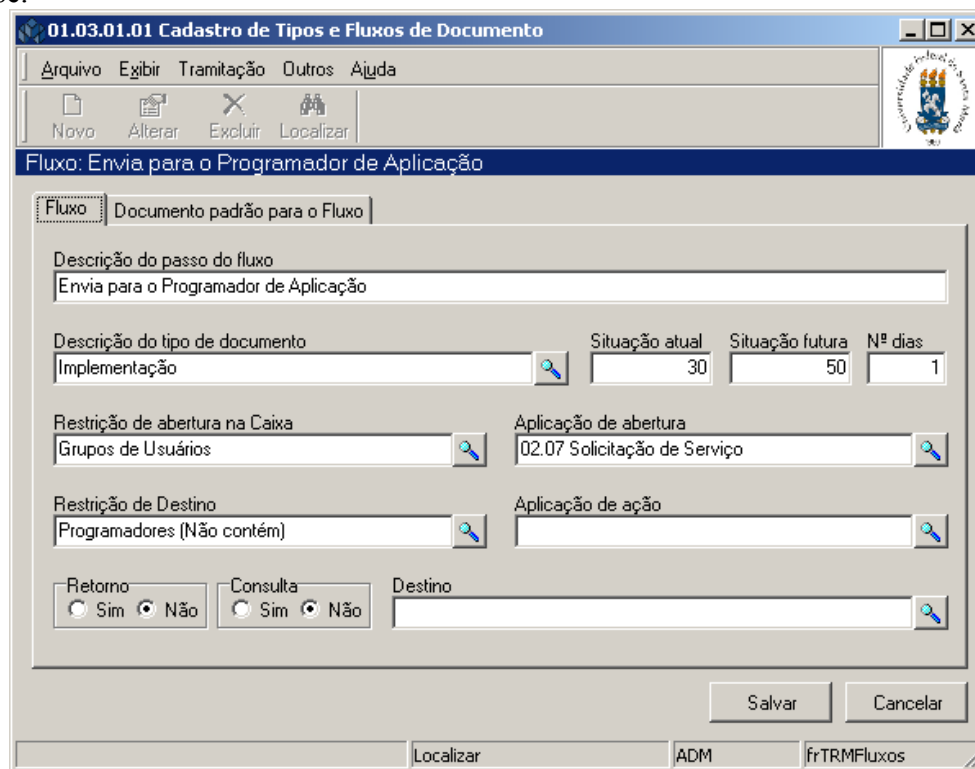 01.03.01.01 Cadastro de Tipos e Fluxos de Documento
Arquivo Exibir Tramitação Outros Ajuda
Novo Alterar Excluir Localizar
Fluxo: Envia para o Programador de Aplicação
Fluxo Documento padrão para o Fluxo
Descrição do passo do fluxo
Envia para o Programador de Aplicação
Descrição do tipo de documento Situação atual Situação futura Nº dias
Implementação 30 50 1
Restrição de abertura na Caixa Aplicação de abertura
Grupos de Usuários 02.07 Solicitação de Serviço
Restrição de Destino Aplicação de ação
Programadores (Não contém)
Retorno Consulta Destino
Sim Não Sim Não
Salvar Cancelar
Localizar ADM frTRMFluxos